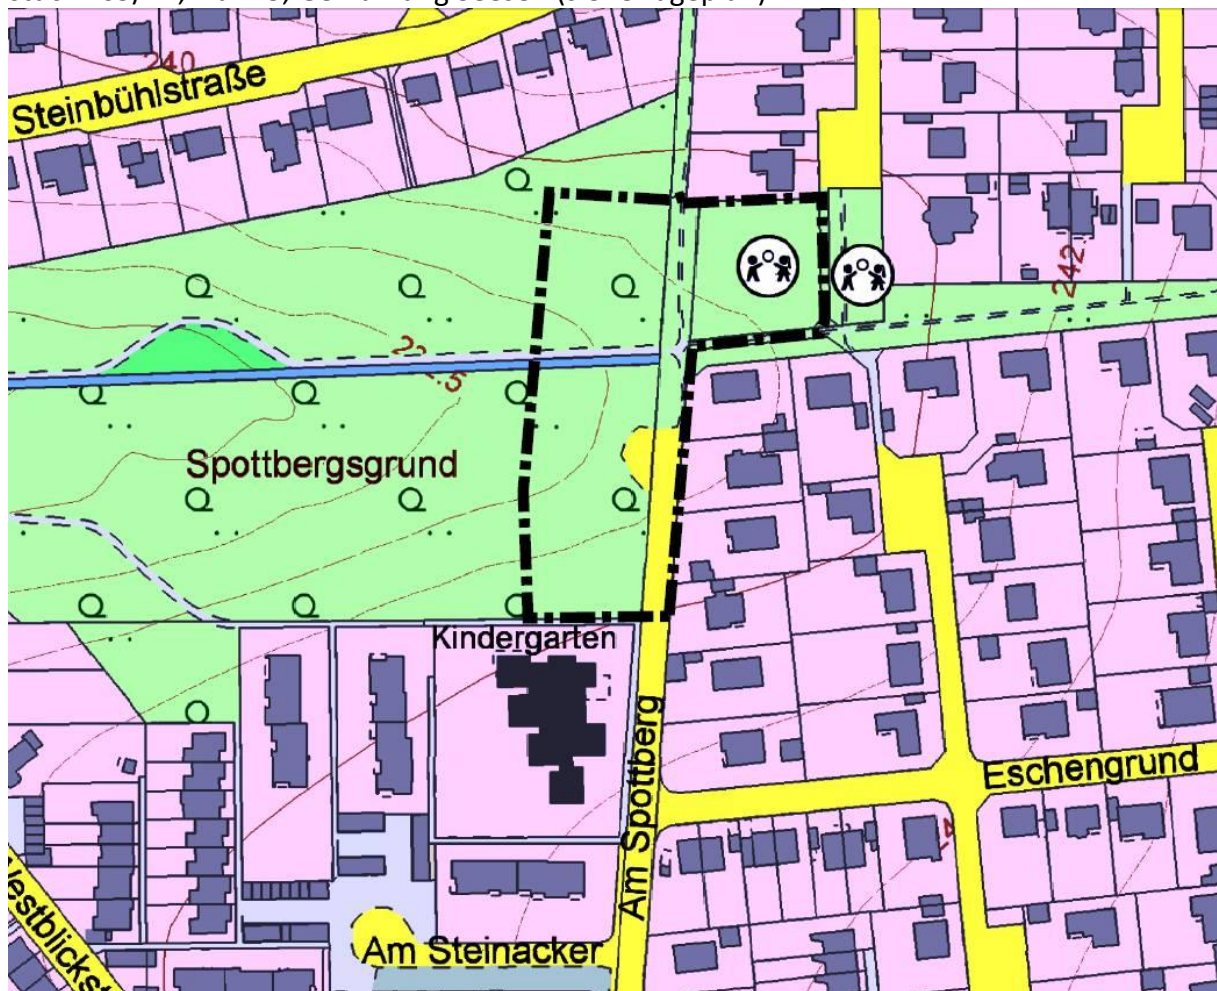 240
Steinbühlstraße
242.
Spottbergsgrund
Kindergarten
Am Spottberg
Eschengrund
Am Steinacker